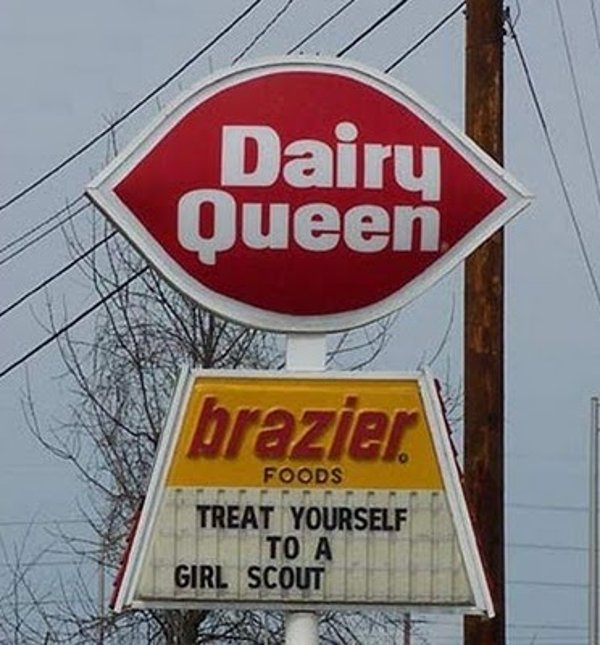 Dairy
Queen
brazier
FOODS
TREAT YOURSELF
TO A
GIRL SCOUT